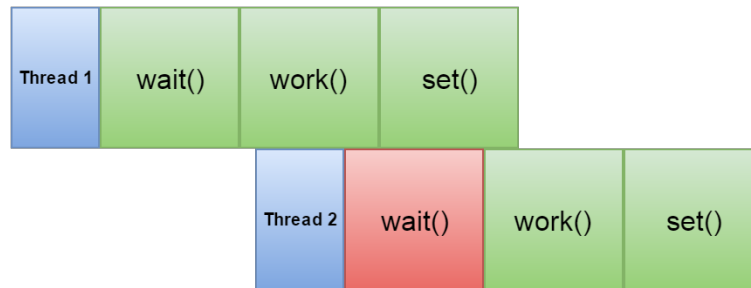 Thread 1 wait() work() set()
Thread 2 wait() work() set()